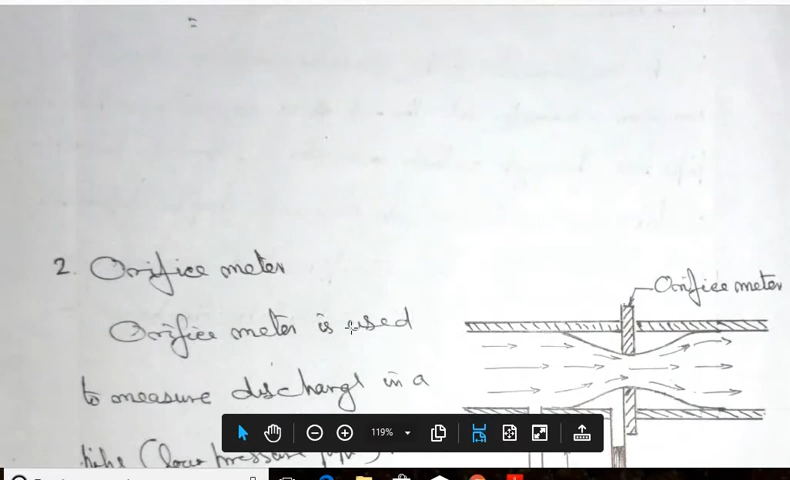 2. Orifice meter
Orifice meter
Orifice meter is used
to measure discharge in a
119%